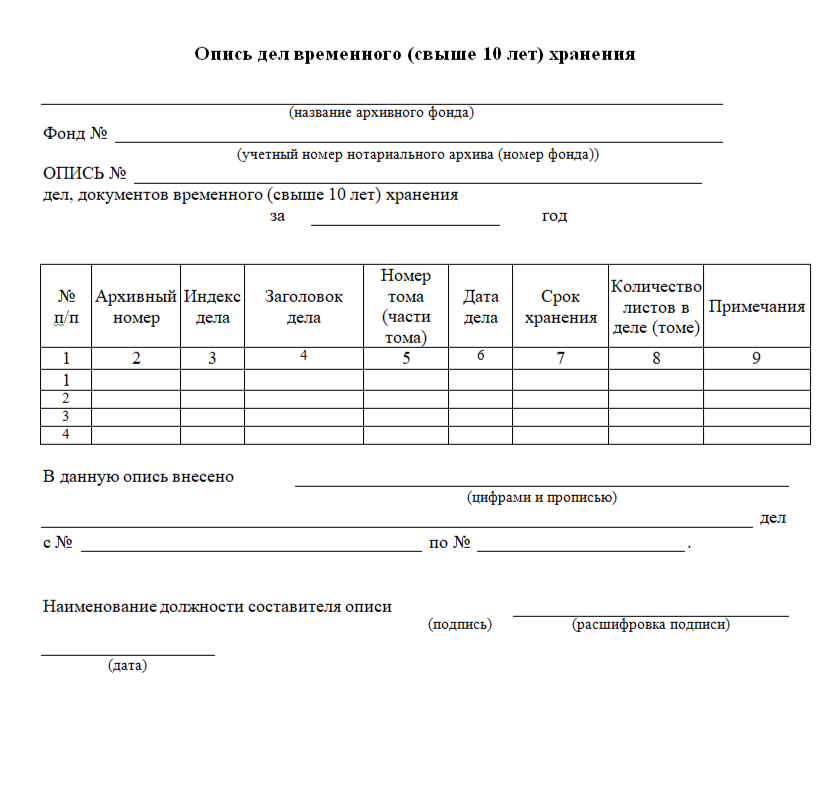 Опись дел временного (свыше 10 лет) хранения
(название архивного фонда)
Фонд №
(учетный номер нотариального архива (номер фонда))
ОПИСЬ №
дел, документов временного (свыше 10 лет) хранения
за год
№ п/п Архивный номер Индекс дела Заголовок дела Номер тома (части тома) Дата дела Срок хранения Количество листов в деле (томе) Примечания
1 2 3 4 5 6 7 8 9
1
2
3
4
В данную опись внесено
(цифрами и прописью)
дел
с № по № .
Наименование должности составителя описи
(подпись) (расшифровка подписи)
(дата)